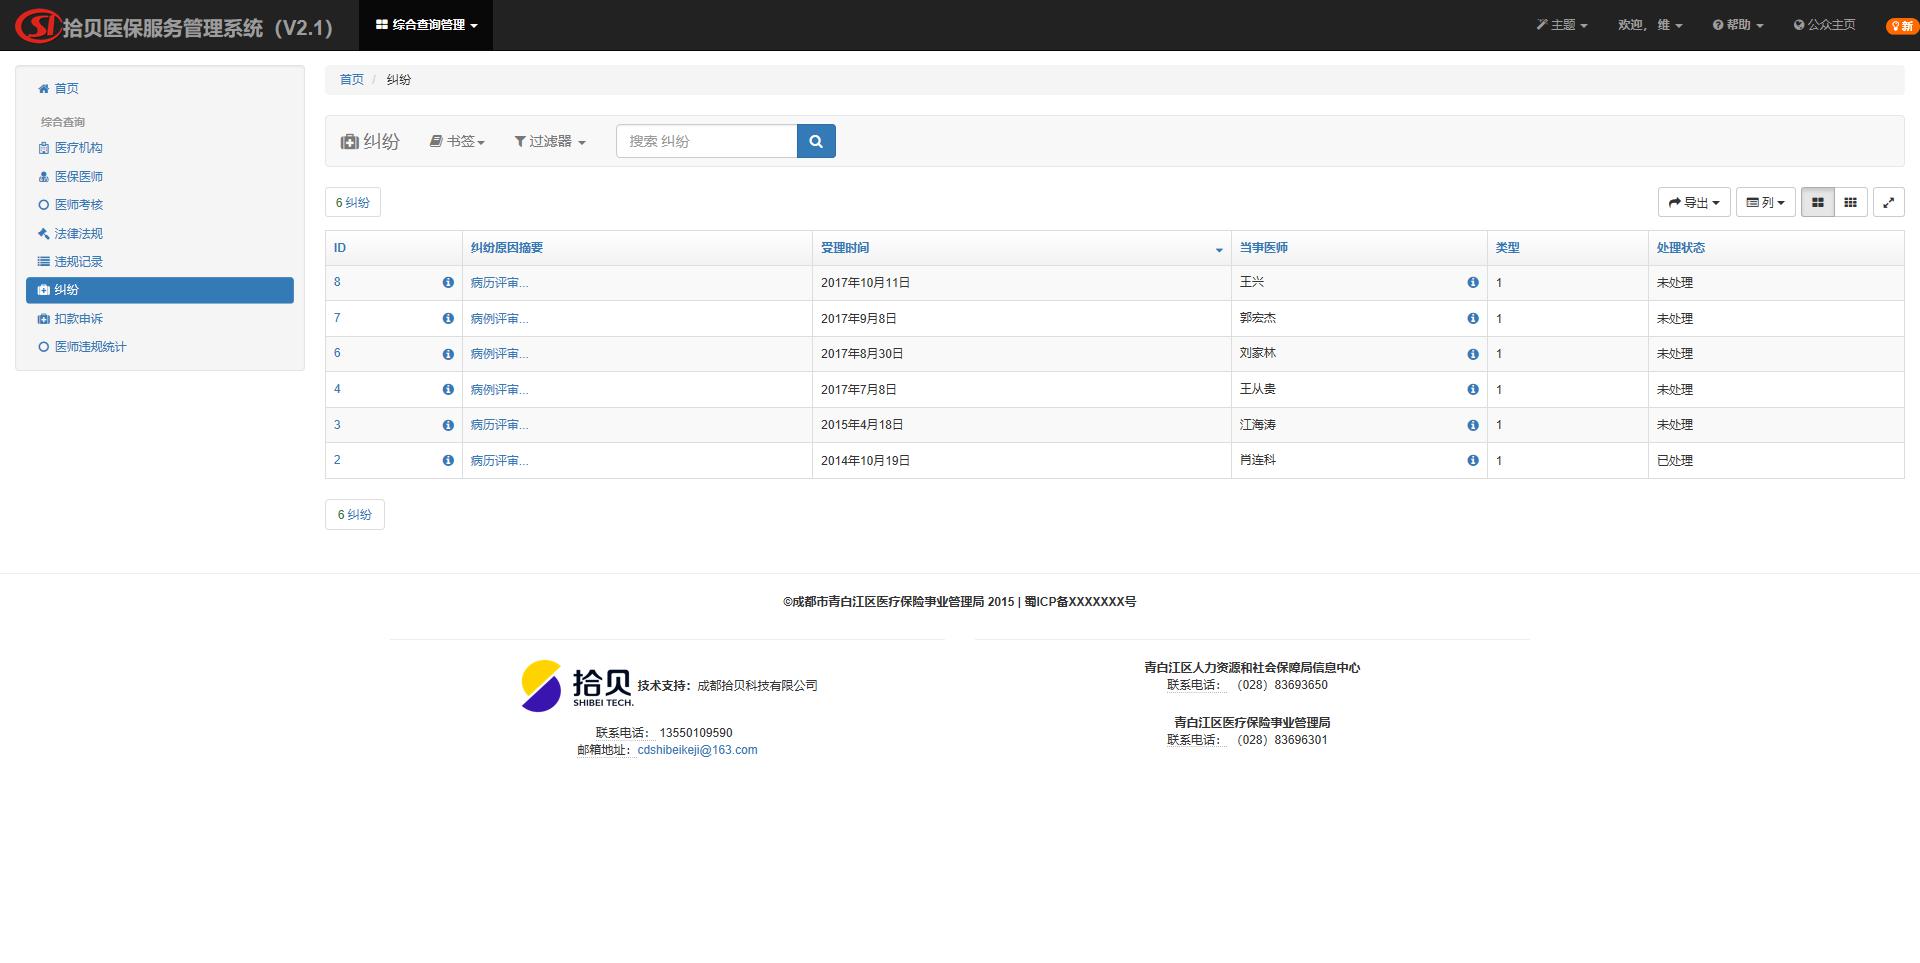 拾贝医保服务管理系统（V2.1）
综合查询管理
主题
欢迎， 维
帮助
公众主页
新
首页
综合查询
医疗机构
医保医师
医师考核
法律法规
违规记录
纠纷
扣款申诉
医师违规统计
首页 / 纠纷
纠纷
书签
过滤器
搜索 纠纷
6 纠纷
导出
列
ID 纠纷原因摘要 受理时间 当事医师 类型 处理状态
8 病历评审... 2017年10月11日 王兴 1 未处理
7 病例评审... 2017年9月8日 郭宏杰 1 未处理
6 病例评审... 2017年8月30日 刘家林 1 未处理
4 病例评审... 2017年7月8日 王从贵 1 未处理
3 病历评审... 2015年4月18日 江海涛 1 未处理
2 病历评审... 2014年10月19日 肖连科 1 已处理
6 纠纷
©成都市青白江区医疗保险事业管理局 2015 | 蜀ICP备XXXXXXX号
拾贝
SHIBEI TECH.
技术支持：成都拾贝科技有限公司
联系电话： 13550109590
邮箱地址：cdshibeikeji@163.com
青白江区人力资源和社会保障局信息中心
联系电话： （028）83693650
青白江区医疗保险事业管理局
联系电话： （028）83696301